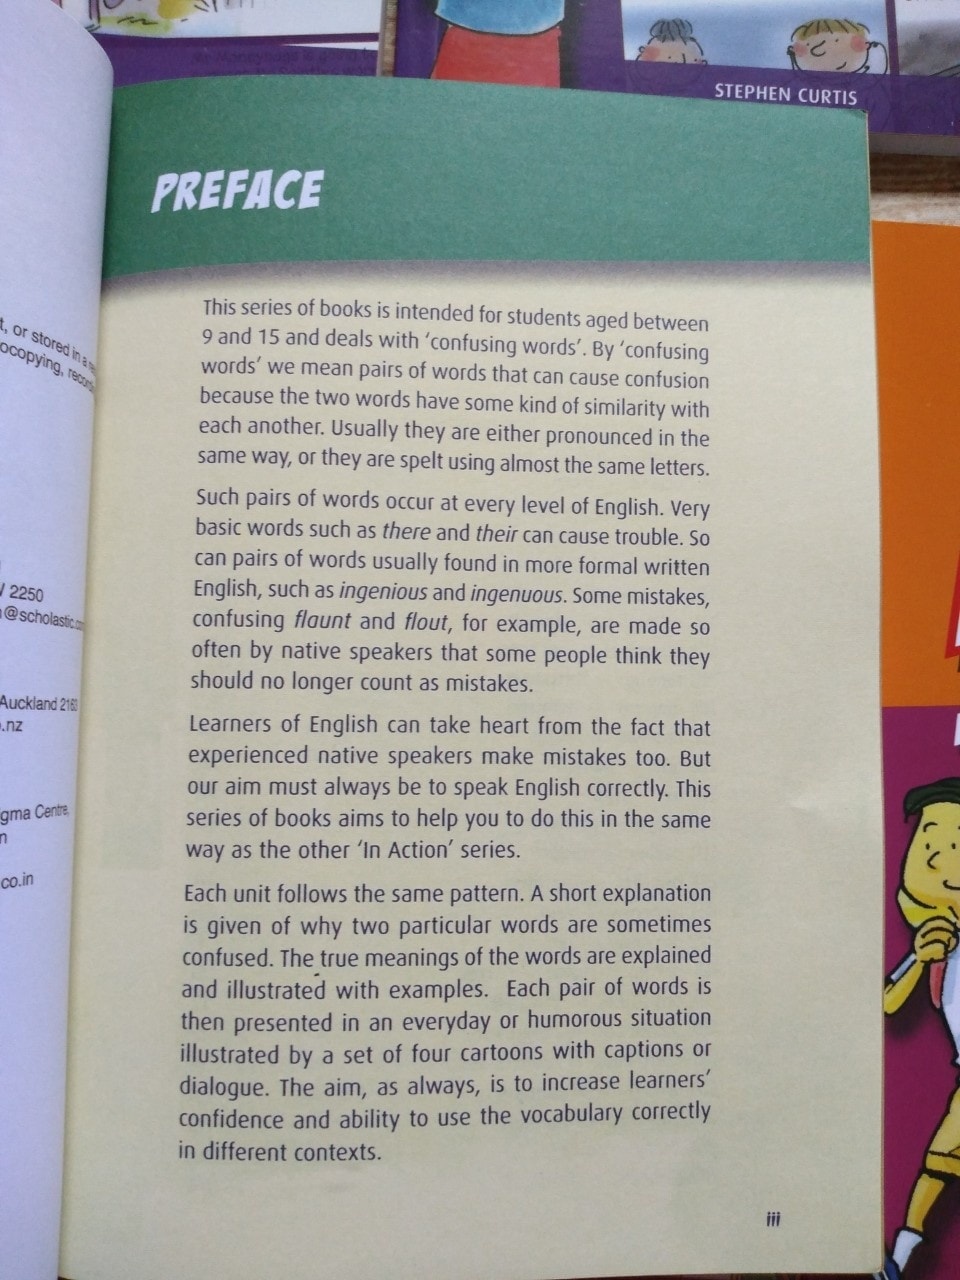 STEPHEN CURTIS
PREFACE
This series of books is intended for students aged between
9 and 15 and deals with ‘confusing words’. By ‘confusing
words’ we mean pairs of words that can cause confusion
because the two words have some kind of similarity with
each another. Usually they are either pronounced in the
same way, or they are spelt using almost the same letters.
Such pairs of words occur at every level of English. Very
basic words such as there and their can cause trouble. So
can pairs of words usually found in more formal written
English, such as ingenious and ingenuous. Some mistakes,
confusing flaunt and flout, for example, are made so
often by native speakers that some people think they
should no longer count as mistakes.
Learners of English can take heart from the fact that
experienced native speakers make mistakes too. But
our aim must always be to speak English correctly. This
series of books aims to help you to do this in the same
way as the other ‘In Action’ series.
Each unit follows the same pattern. A short explanation
is given of why two particular words are sometimes
confused. The true meanings of the words are explained
and illustrated with examples. Each pair of words is
then presented in an everyday or humorous situation
illustrated by a set of four cartoons with captions or
dialogue. The aim, as always, is to increase learners’
confidence and ability to use the vocabulary correctly
in different contexts.
iii
or stored in a
ocopying,
2250
@scholastic
Auckland 2163
.nz
gma Centre,
n
co.in